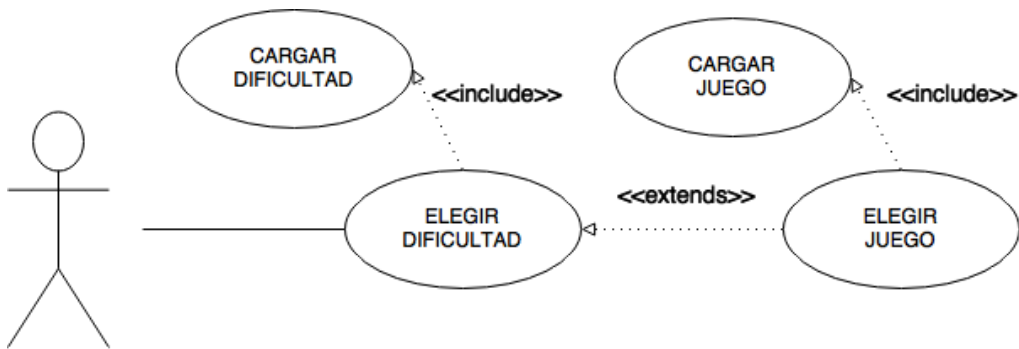 CARGAR
DIFICULTAD
<<include>>
CARGAR
JUEGO
<<include>>
ELEGIR
DIFICULTAD
<<extends>>
ELEGIR
JUEGO